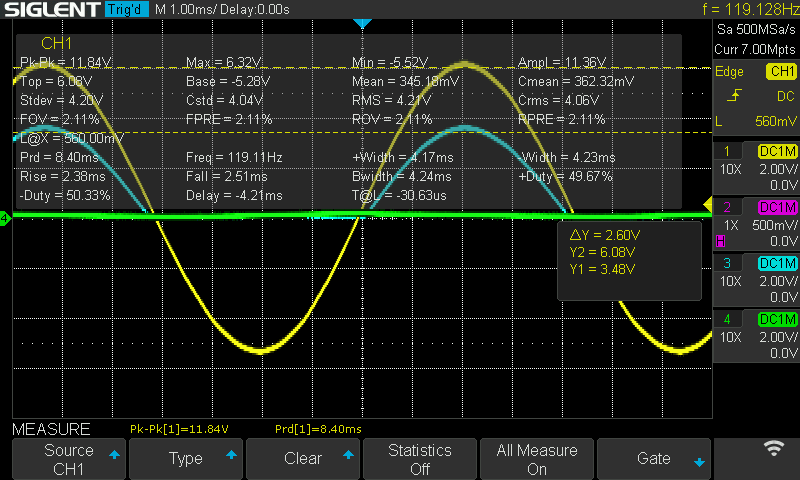 SIGLENT Trig'd M 1.00ms/ Delay:0.00s f = 119.128Hz
Sa 500MSa/s
Curr 7.00Mpts
CH1
Pk-Pk = 11.84V Max = 6.32V Min = -5.52V Ampl = 11.36V
Top = 6.08V Base = -5.28V Mean = 345.18mV Cmean = 362.32mV
Stdev = 4.20V Cstd = 4.04V RMS = 4.21V Crms = 4.06V
FOV = 2.11% FPRE = 2.11% ROV = 2.11% RPRE = 2.11%
L@X = 560.00mV
Prd = 8.40ms Freq = 119.11Hz +Width = 4.17ms -Width = 4.23ms
Rise = 2.38ms Fall = 2.51ms Bwidth = 4.24ms +Duty = 49.67%
-Duty = 50.33% Delay = -4.21ms T@L = -30.63us
Edge CH1
DC
L 560mV
1 DC1M
10X 2.00V/
0.0V
2 DC1M
1X 500mV/
H 0.0V
3 DC1M
10X 2.00V/
0.0V
4 DC1M
10X 2.00V/
0.0V
4
ΔY = 2.60V
Y2 = 6.08V
Y1 = 3.48V
MEASURE Pk-Pk[1]=11.84V Prd[1]=8.40ms
Source
CH1
Type
Clear
Statistics
Off
All Measure
On
Gate